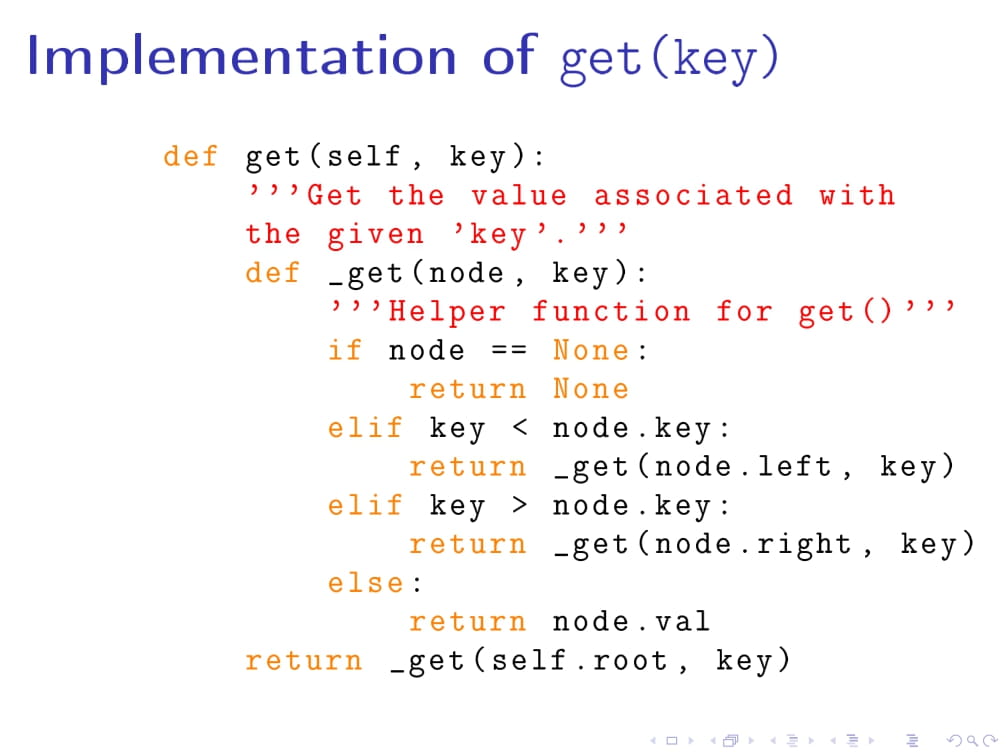 Implementation of get(key)
def get(self, key):
    '''Get the value associated with
    the given 'key'.'''
    def _get(node, key):
        '''Helper function for get()'''
        if node == None:
            return None
        elif key < node.key:
            return _get(node.left, key)
        elif key > node.key:
            return _get(node.right, key)
        else:
            return node.val
    return _get(self.root, key)